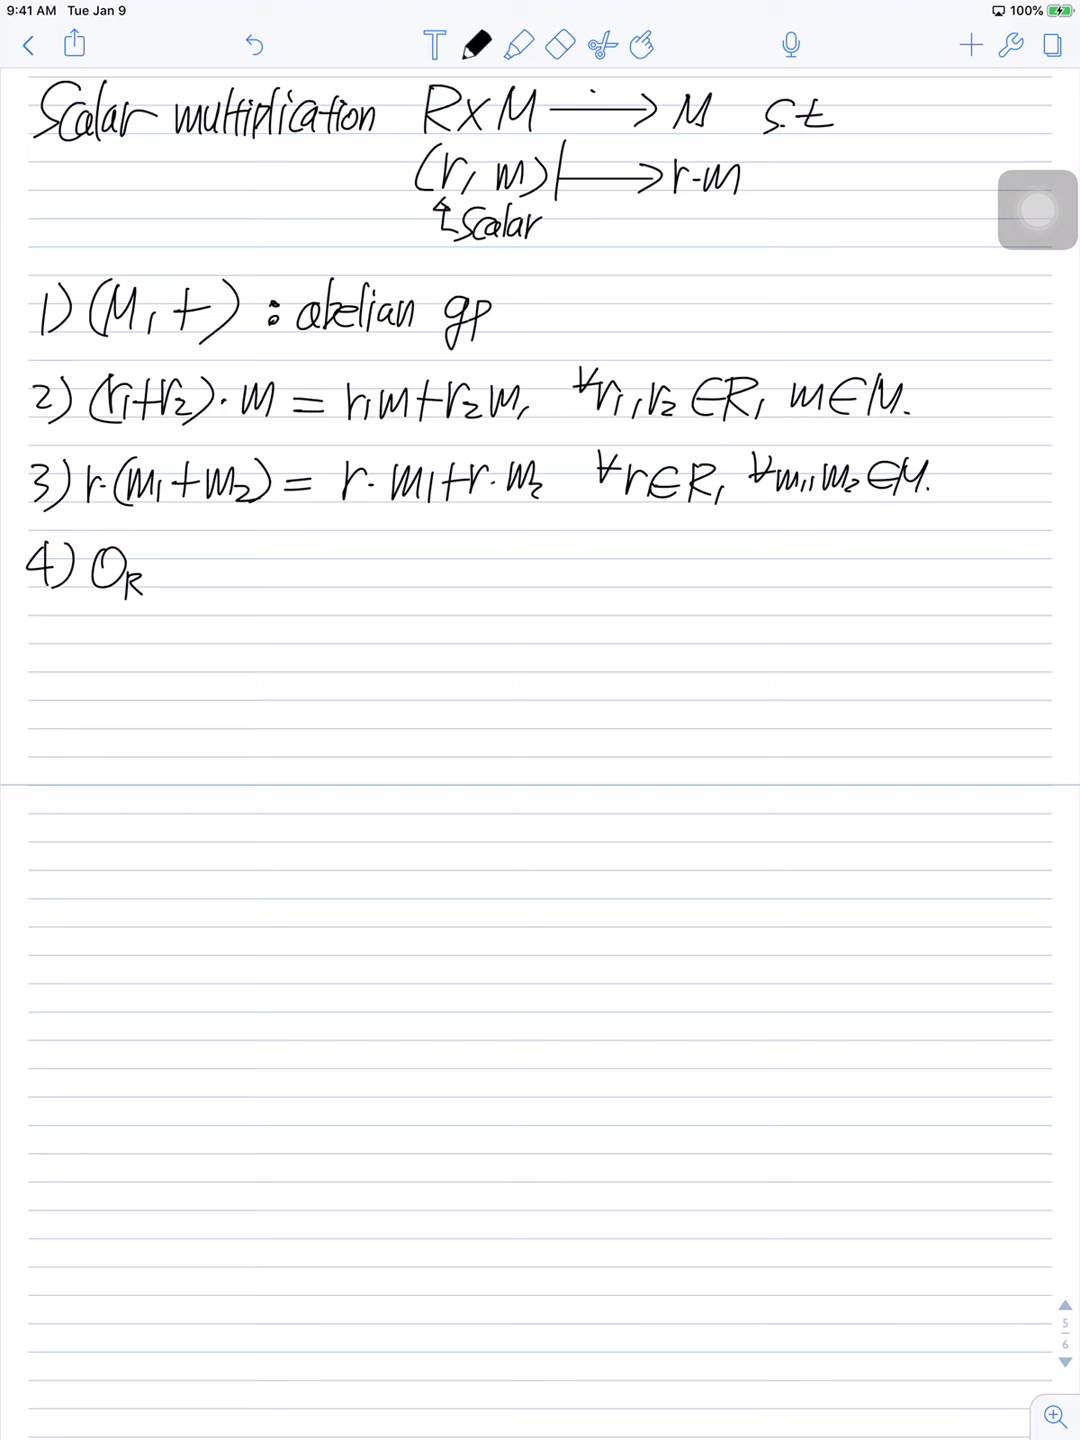 9:41 AM Tue Jan 9 100%
T
Scalar multiplication R×M ⟶ M s.t
(r, m) ⟼ r·m
↑ scalar
1) (M, +) : abelian gp
2) (r₁+r₂)·m = r₁m+r₂m, ∀r₁, r₂ ∈R, m∈M.
3) r·(m₁+m₂) = r·m₁+r·m₂ ∀r∈R, ∀m₁, m₂∈M.
4) 0_R
5
6